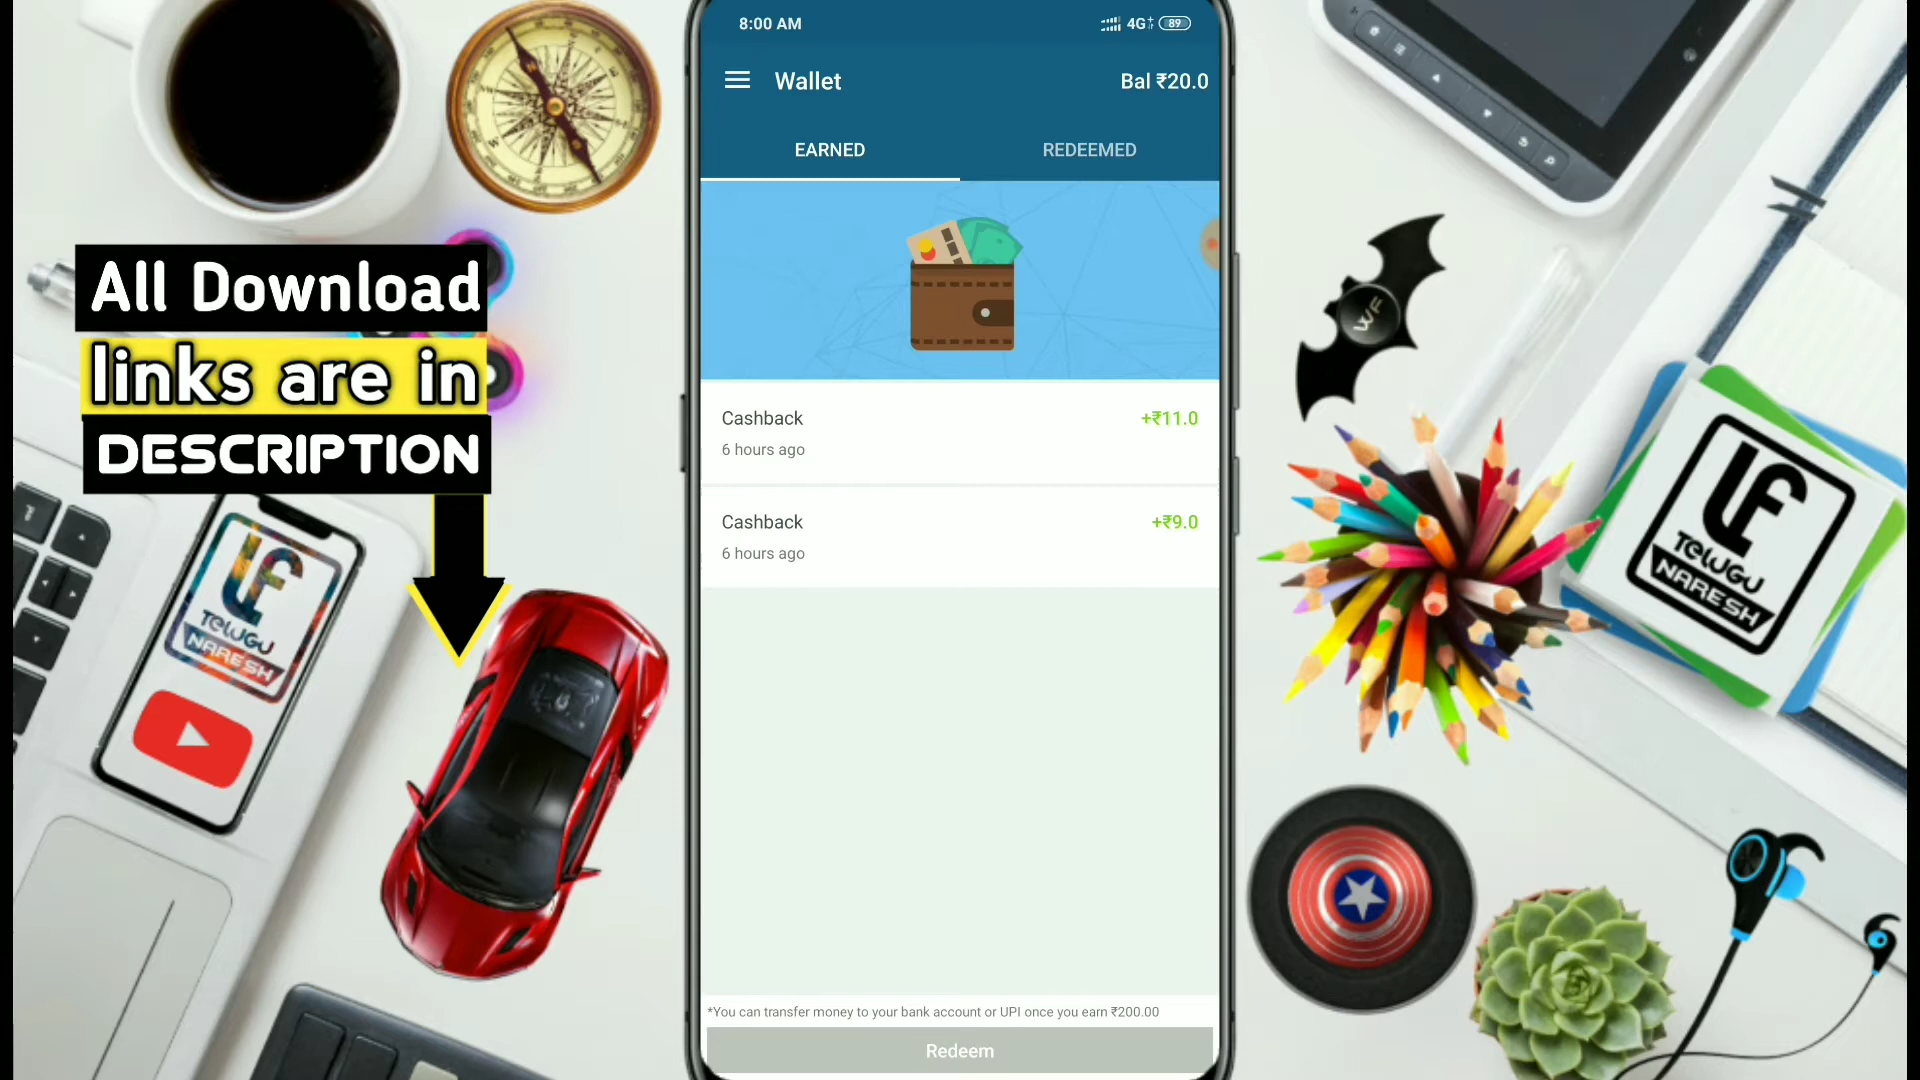 8:00 AM
4G+
89
Wallet
Bal ₹20.0
EARNED
REDEEMED
Cashback
+₹11.0
6 hours ago
Cashback
+₹9.0
6 hours ago
*You can transfer money to your bank account or UPI once you earn ₹200.00
Redeem
All Download
links are in
DESCRIPTION
TELUGU
NARESH
WF
TELUGU
NARESH